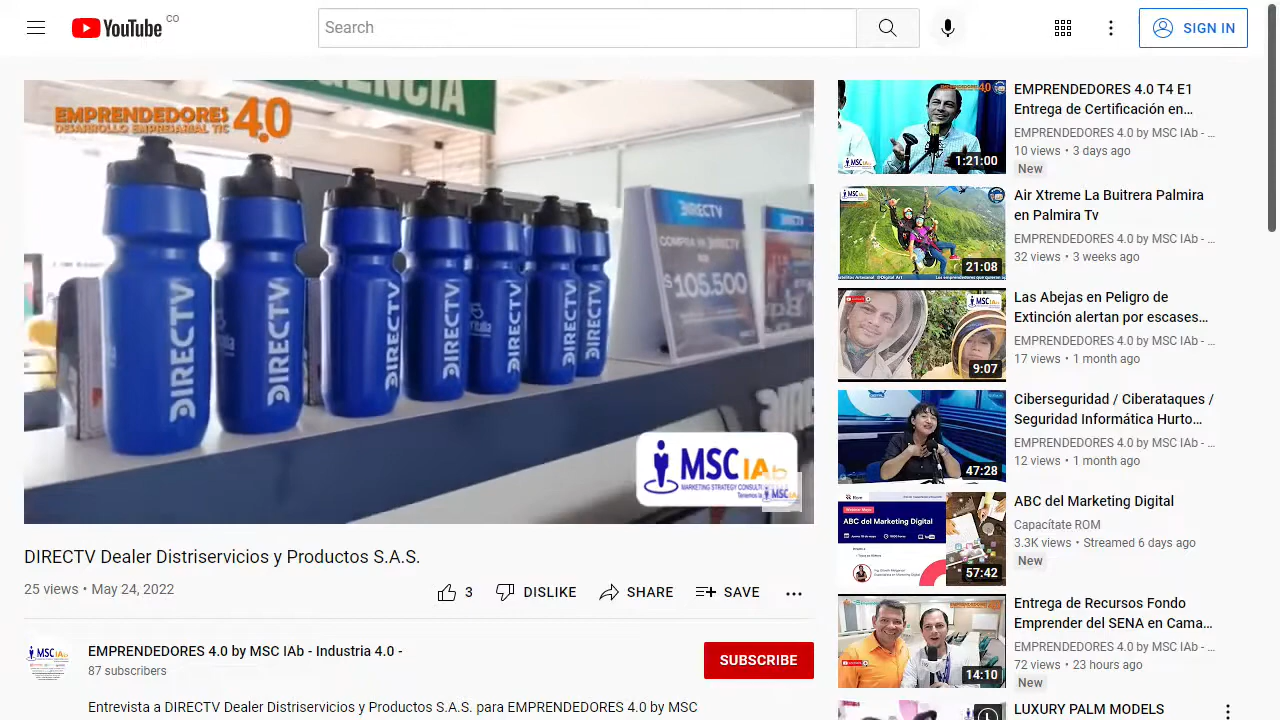 YouTube
CO
Search
SIGN IN
EMPRENDEDORES
DESARROLLO EMPRESARIAL TIC
4.0
DIRECTV
DIRECTV
DIRECTV
DIRECTV
DIRECTV
DIRECTV
DIRECTV
DIRECTV
COMPRA
DIRECTV
$105.500
MSC IAb
MARKETING STRATEGY CONSULTI
DIRECTV Dealer Distriservicios y Productos S.A.S.
25 views • May 24, 2022
3
DISLIKE
SHARE
SAVE
EMPRENDEDORES 4.0 by MSC IAb - Industria 4.0 -
87 subscribers
SUBSCRIBE
Entrevista a DIRECTV Dealer Distriservicios y Productos S.A.S. para EMPRENDEDORES 4.0 by MSC
1:21:00
EMPRENDEDORES 4.0 T4 E1
Entrega de Certificación en…
EMPRENDEDORES 4.0 by MSC IAb - ...
10 views • 3 days ago
New
21:08
Air Xtreme La Buitrera Palmira
en Palmira Tv
EMPRENDEDORES 4.0 by MSC IAb - ...
32 views • 3 weeks ago
9:07
Las Abejas en Peligro de
Extinción alertan por escases…
EMPRENDEDORES 4.0 by MSC IAb - ...
17 views • 1 month ago
47:28
Ciberseguridad / Ciberataques /
Seguridad Informática Hurto…
EMPRENDEDORES 4.0 by MSC IAb - ...
12 views • 1 month ago
ABC del Marketing Digital
57:42
ABC del Marketing Digital
Capacítate ROM
3.3K views • Streamed 6 days ago
New
14:10
Entrega de Recursos Fondo
Emprender del SENA en Cama…
EMPRENDEDORES 4.0 by MSC IAb - ...
72 views • 23 hours ago
New
LUXURY PALM MODELS